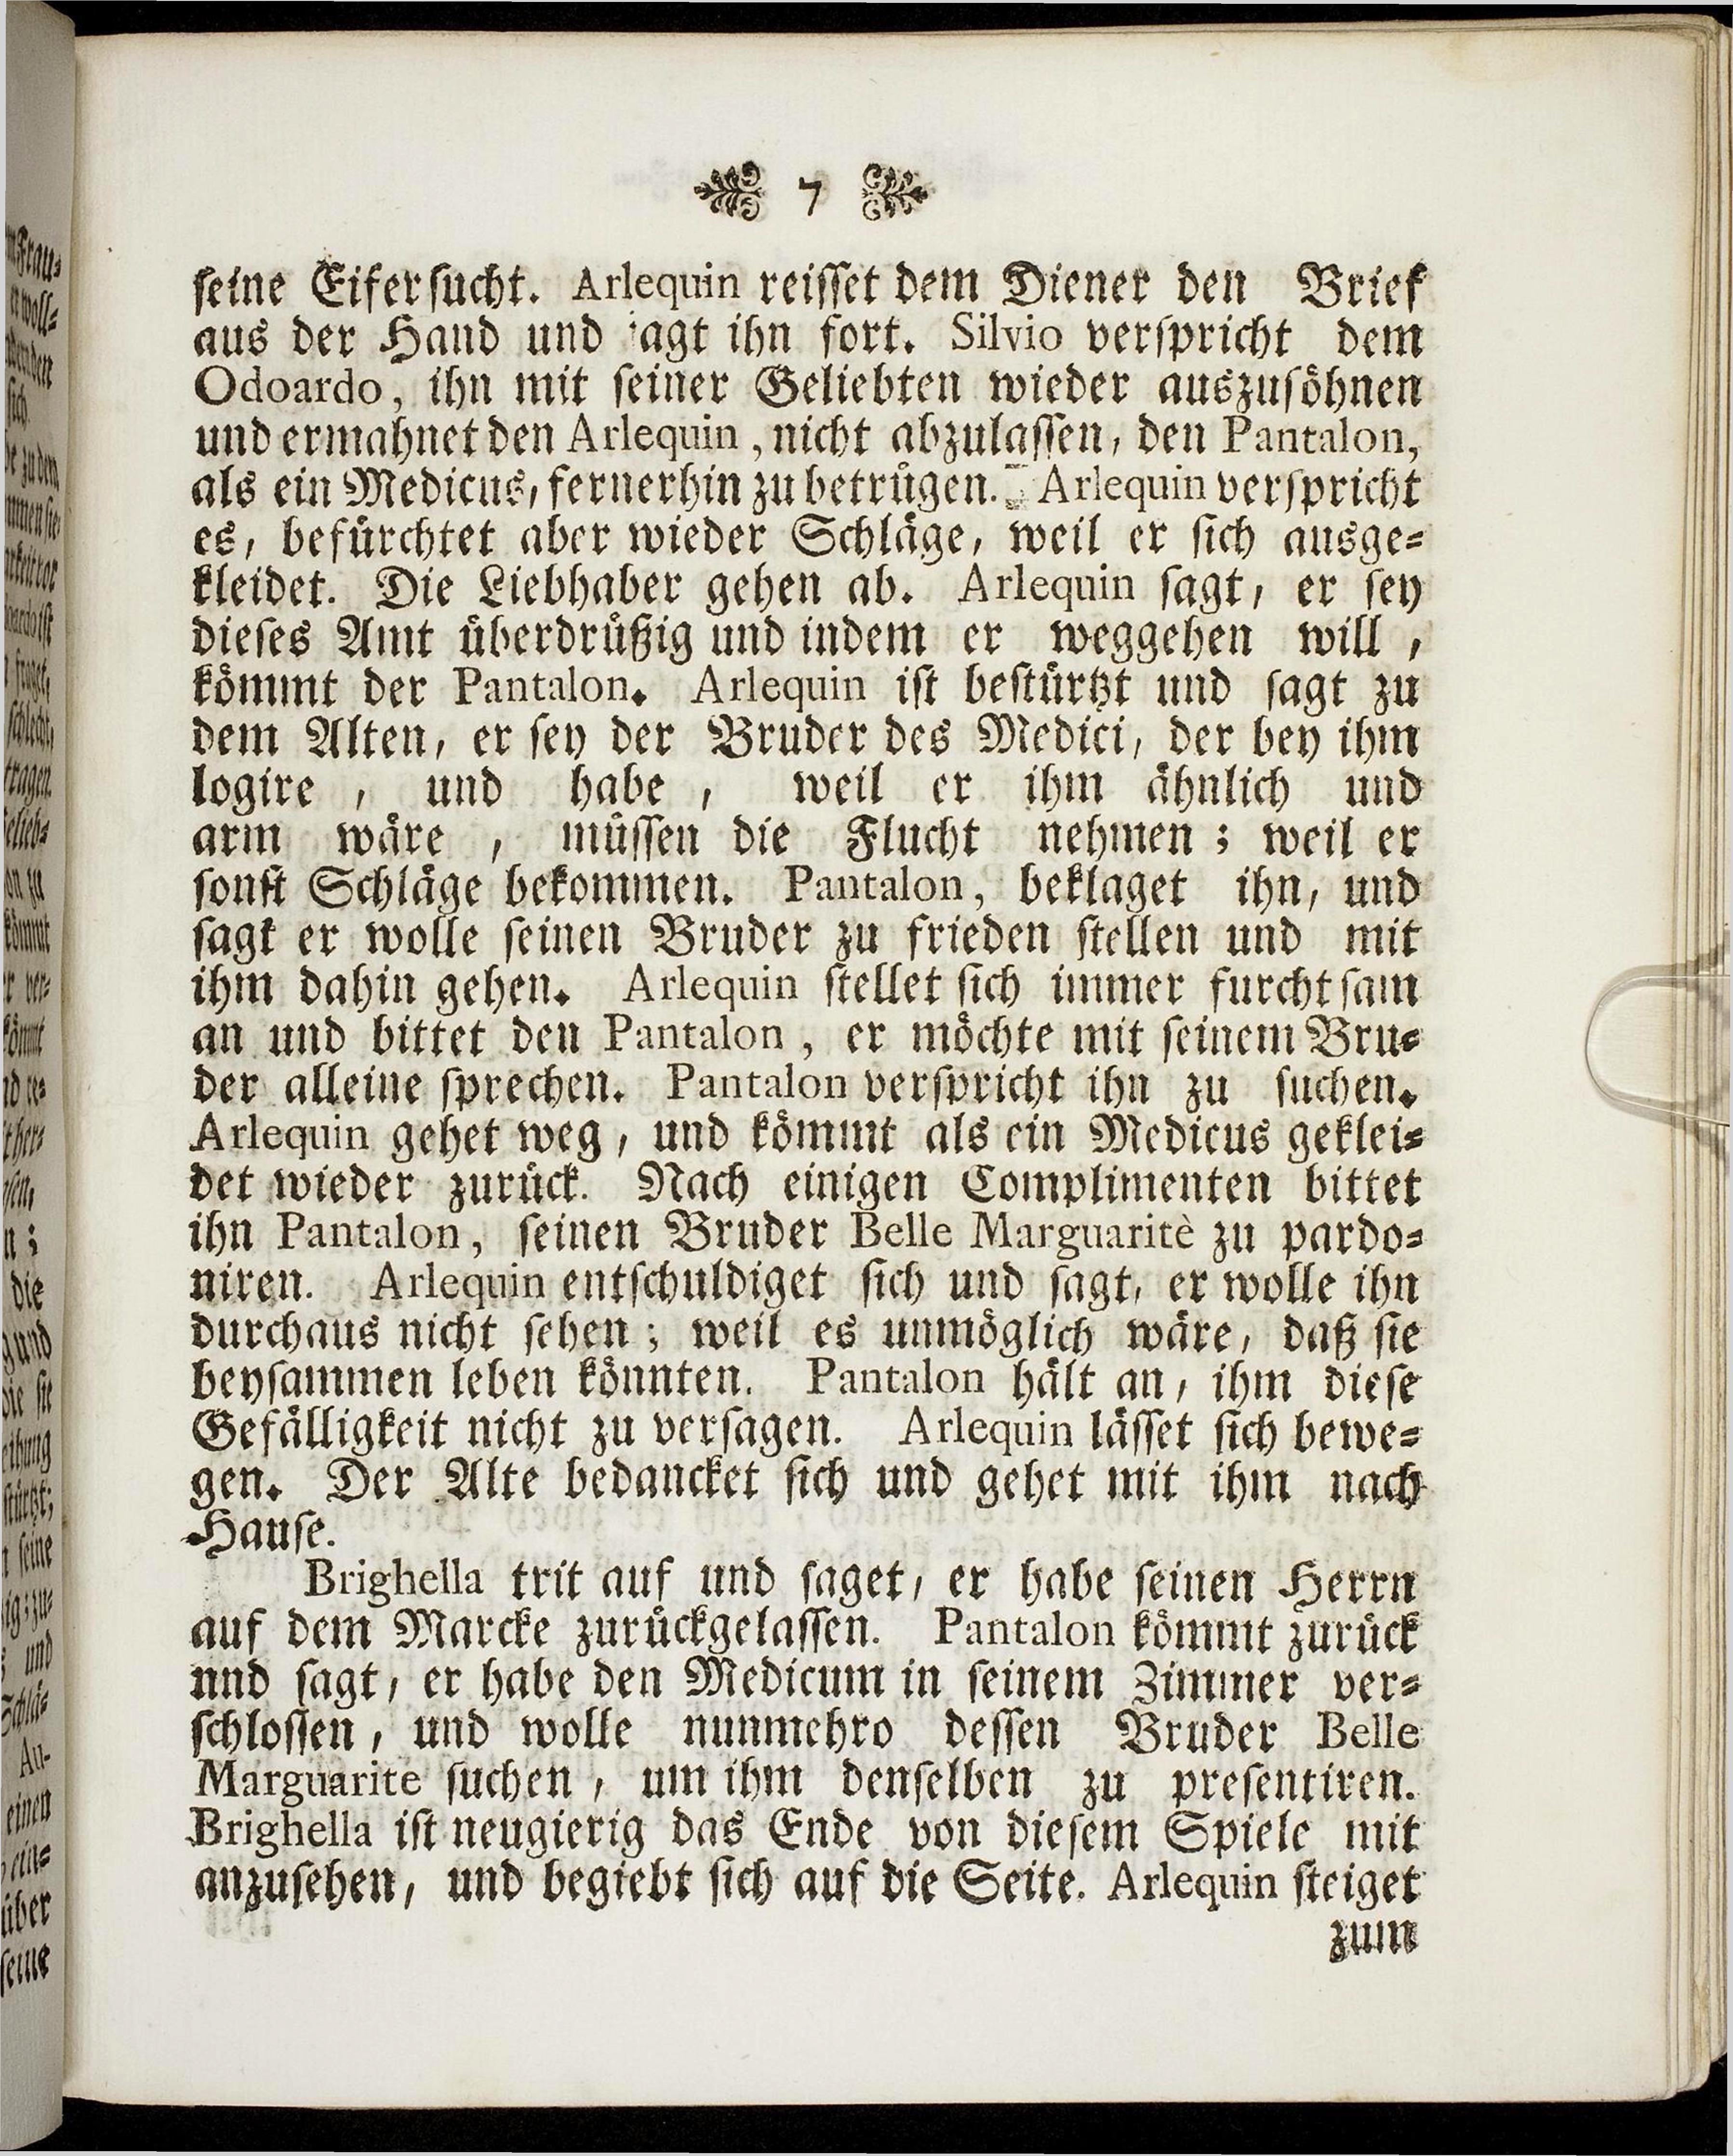 7
seine Eifersucht. Arlequin reisset dem Diener den Brief
aus der Hand und jagt ihn fort. Silvio verspricht dem
Odoardo, ihn mit seiner Geliebten wieder auszusöhnen
und ermahnet den Arlequin, nicht abzulassen, den Pantalon,
als ein Medicus, fernerhin zu betrügen. Arlequin verspricht
es, befürchtet aber wieder Schläge, weil er sich ausge-
kleidet. Die Liebhaber gehen ab. Arlequin sagt, er sey
dieses Amt überdrüßig und indem er weggehen will,
kömmt der Pantalon. Arlequin ist bestürtzt und sagt zu
dem Alten, er sey der Bruder des Medici, der bey ihm
logire, und habe, weil er ihm ähnlich und
arm wäre, müssen die Flucht nehmen; weil er
sonst Schläge bekommen. Pantalon, beklaget ihn, und
sagt er wolle seinen Bruder zu frieden stellen und mit
ihm dahin gehen. Arlequin stellet sich immer furchtsam
an und bittet den Pantalon, er möchte mit seinem Bru-
der alleine sprechen. Pantalon verspricht ihn zu suchen.
Arlequin gehet weg, und kömmt als ein Medicus geklei-
det wieder zurück. Nach einigen Complimenten bittet
ihn Pantalon, seinen Bruder Belle Marguaritè zu pardo-
niren. Arlequin entschuldiget sich und sagt, er wolle ihn
durchaus nicht sehen; weil es unmöglich wäre, daß sie
beysammen leben könnten. Pantalon hält an, ihm diese
Gefälligkeit nicht zu versagen. Arlequin lässet sich bewe-
gen. Der Alte bedancket sich und gehet mit ihm nach
Hause.
Brighella trit auf und saget, er habe seinen Herrn
auf dem Marcke zurückgelassen. Pantalon kömmt zurück
nnd sagt, er habe den Medicum in seinem Zimmer ver-
schlossen, und wolle nunmehro dessen Bruder Belle
Marguarite suchen, um ihm denselben zu presentiren.
Brighella ist neugierig das Ende von diesem Spiele mit
anzusehen, und begiebt sich auf die Seite. Arlequin steiget
zum